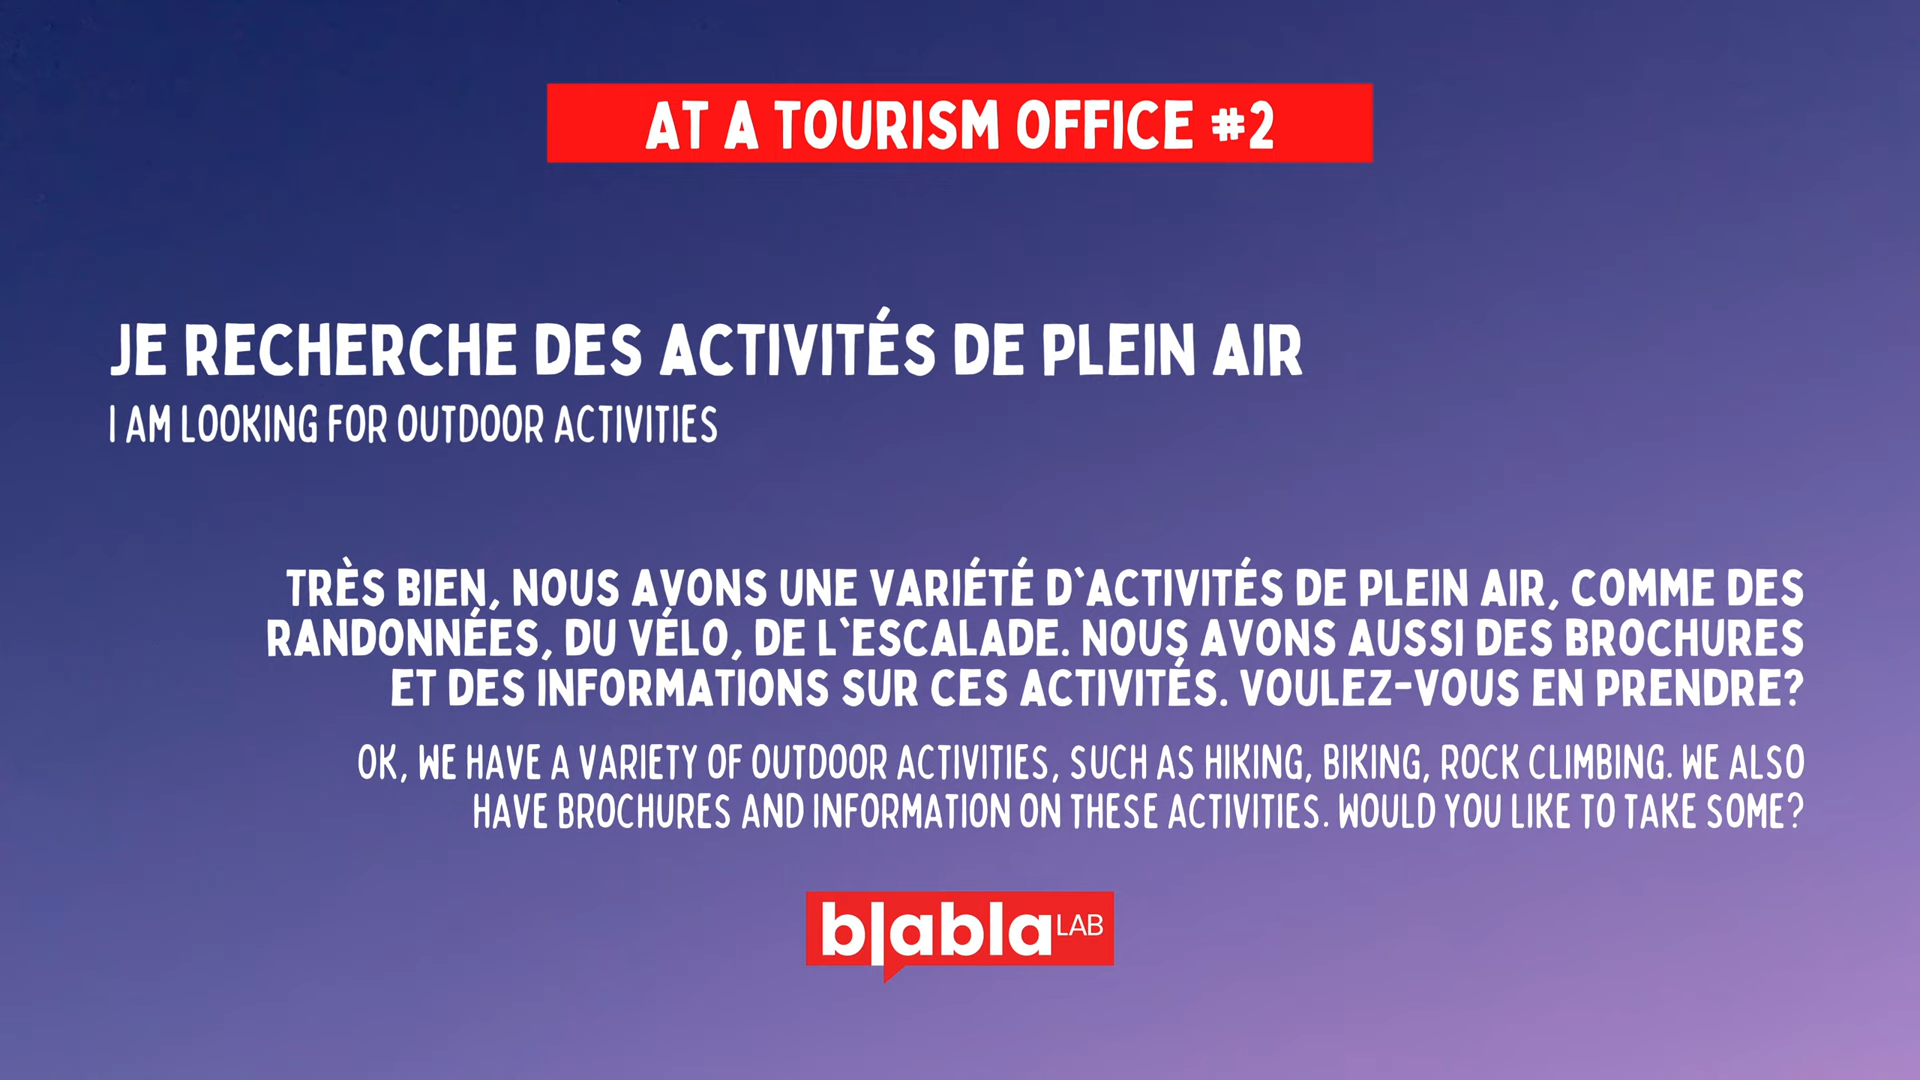 AT A TOURISM OFFICE #2
JE RECHERCHE DES ACTIVITÉS DE PLEIN AIR
I AM LOOKING FOR OUTDOOR ACTIVITIES
TRÈS BIEN, NOUS AVONS UNE VARIÉTÉ D`ACTIVITÉS DE PLEIN AIR, COMME DES
RANDONNÉES, DU VÉLO, DE L`ESCALADE. NOUS AVONS AUSSI DES BROCHURES
ET DES INFORMATIONS SUR CES ACTIVITÉS. VOULEZ-VOUS EN PRENDRE?
OK, WE HAVE A VARIETY OF OUTDOOR ACTIVITIES, SUCH AS HIKING, BIKING, ROCK CLIMBING. WE ALSO
HAVE BROCHURES AND INFORMATION ON THESE ACTIVITIES. WOULD YOU LIKE TO TAKE SOME?
blabla LAB